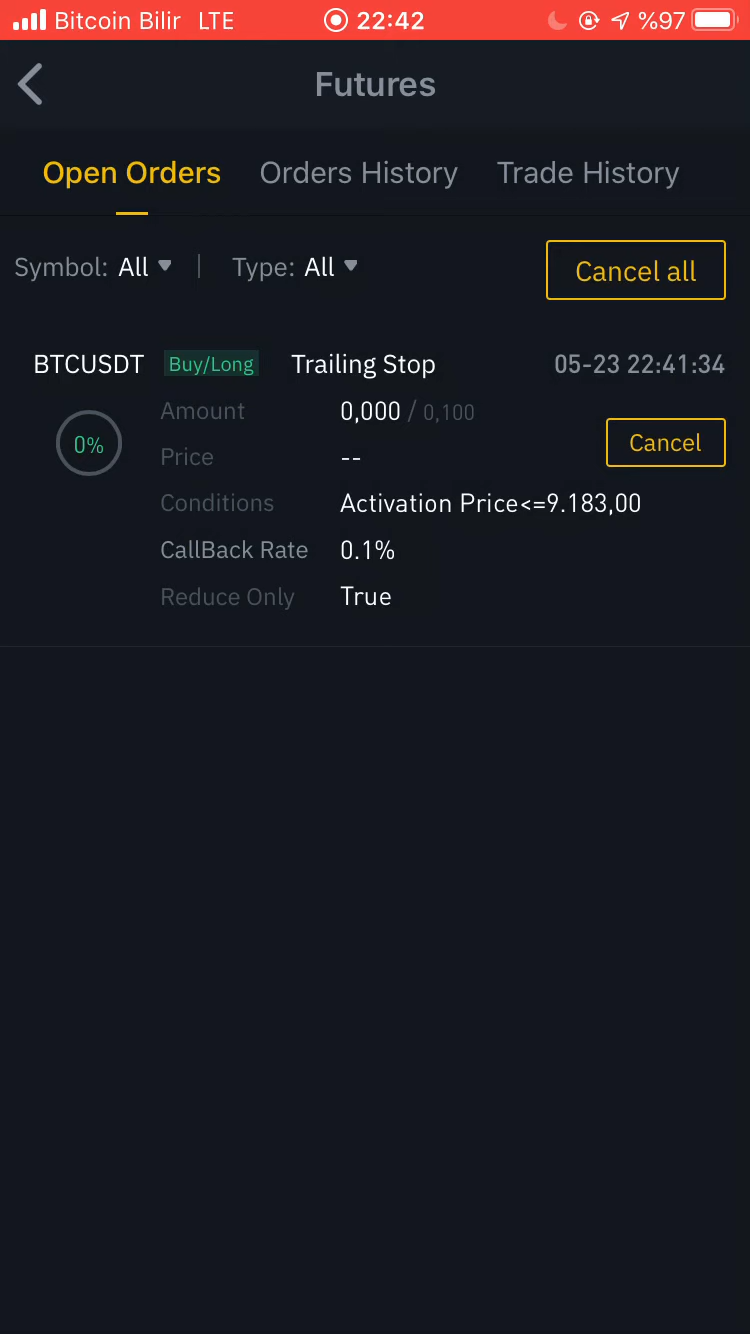 Bitcoin Bilir LTE 22:42 %97
Futures
Open Orders Orders History Trade History
Symbol: All Type: All Cancel all
BTCUSDT Buy/Long Trailing Stop 05-23 22:41:34
Amount 0,000 / 0,100
0% Cancel
Price --
Conditions Activation Price<=9.183,00
CallBack Rate 0.1%
Reduce Only True